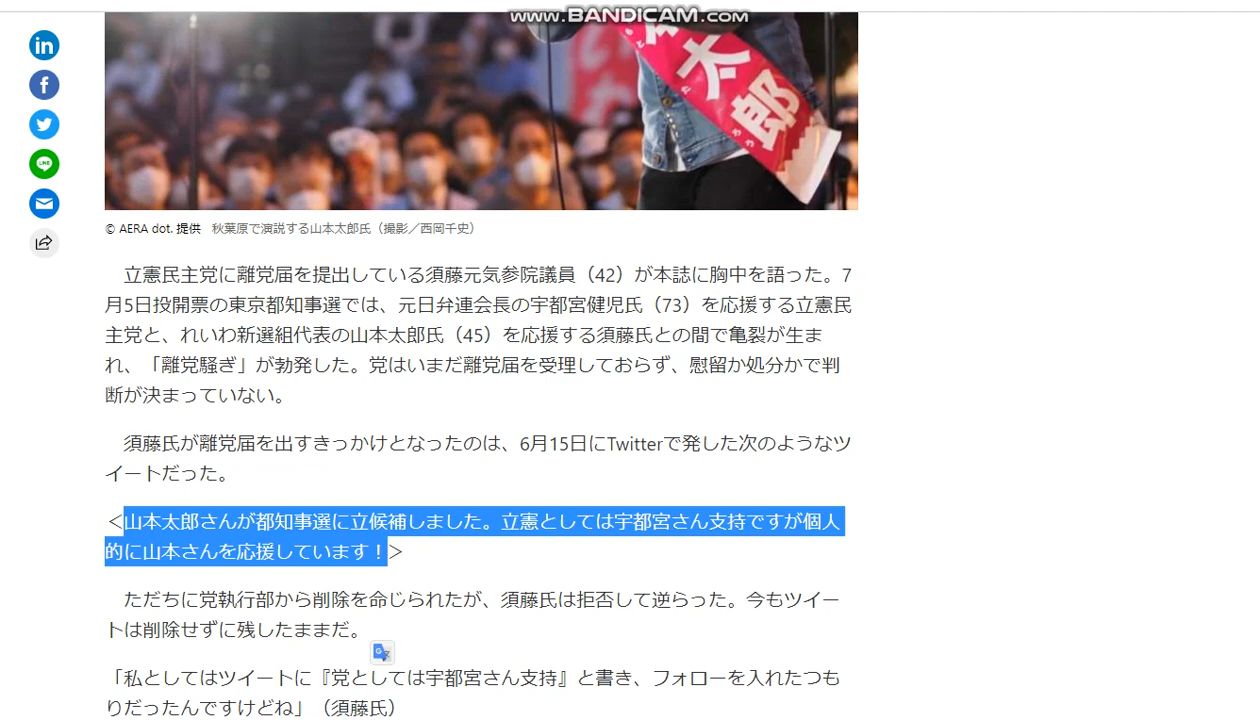 www.BANDICAM.com
太郎
in
f
LINE
© AERA dot. 提供 秋葉原で演説する山本太郎氏（撮影／西岡千史）
立憲民主党に離党届を提出している須藤元気参院議員（42）が本誌に胸中を語った。7
月5日投開票の東京都知事選では、元日弁連会長の宇都宮健児氏（73）を応援する立憲民
主党と、れいわ新選組代表の山本太郎氏（45）を応援する須藤氏との間で亀裂が生ま
れ、「離党騒ぎ」が勃発した。党はいまだ離党届を受理しておらず、慰留か処分かで判
断が決まっていない。
須藤氏が離党届を出すきっかけとなったのは、6月15日にTwitterで発した次のようなツ
イートだった。
＜山本太郎さんが都知事選に立候補しました。立憲としては宇都宮さん支持ですが個人
的に山本さんを応援しています！＞
ただちに党執行部から削除を命じられたが、須藤氏は拒否して逆らった。今もツイー
トは削除せずに残したままだ。
「私としてはツイートに『党としては宇都宮さん支持』と書き、フォローを入れたつも
りだったんですけどね」（須藤氏）